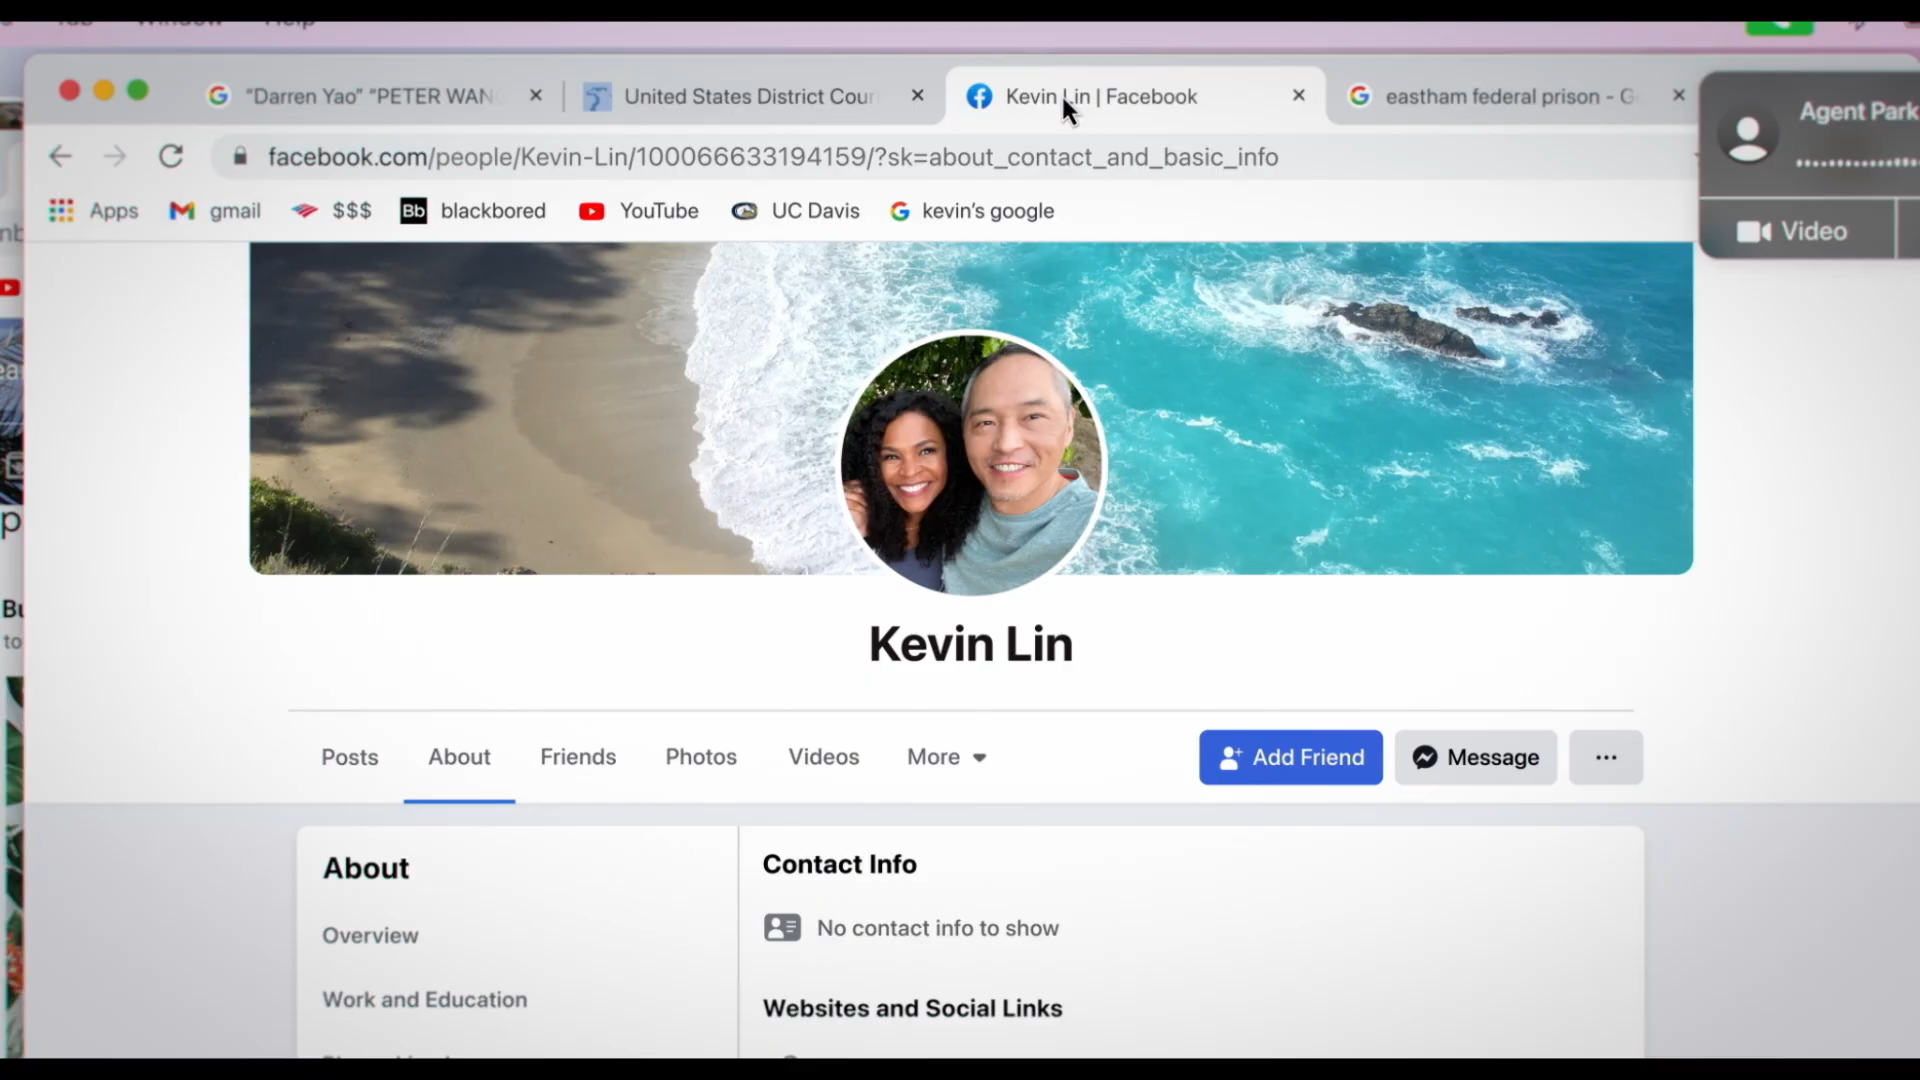 Window Help
"Darren Yao" "PETER WAN
United States District Cour
Kevin Lin | Facebook
eastham federal prison - G
Agent Park
facebook.com/people/Kevin-Lin/100066633194159/?sk=about_contact_and_basic_info
Apps
gmail
$$$
Bb
blackbored
YouTube
UC Davis
kevin's google
Video
Kevin Lin
Posts
About
Friends
Photos
Videos
More
Add Friend
Message
About
Contact Info
No contact info to show
Overview
Work and Education
Websites and Social Links